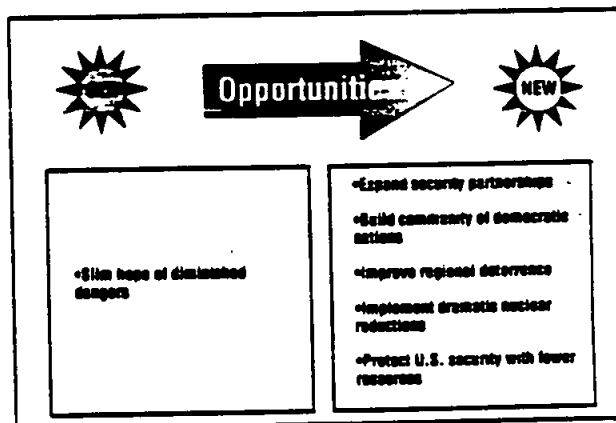 Opportunities
NEW
•Slim hope of diminished
dangers
•Expand security partnerships
•Build community of democratic
nations
•Improve regional deterrence
•Implement dramatic nuclear
reductions
•Protect U.S. security with fewer
resources